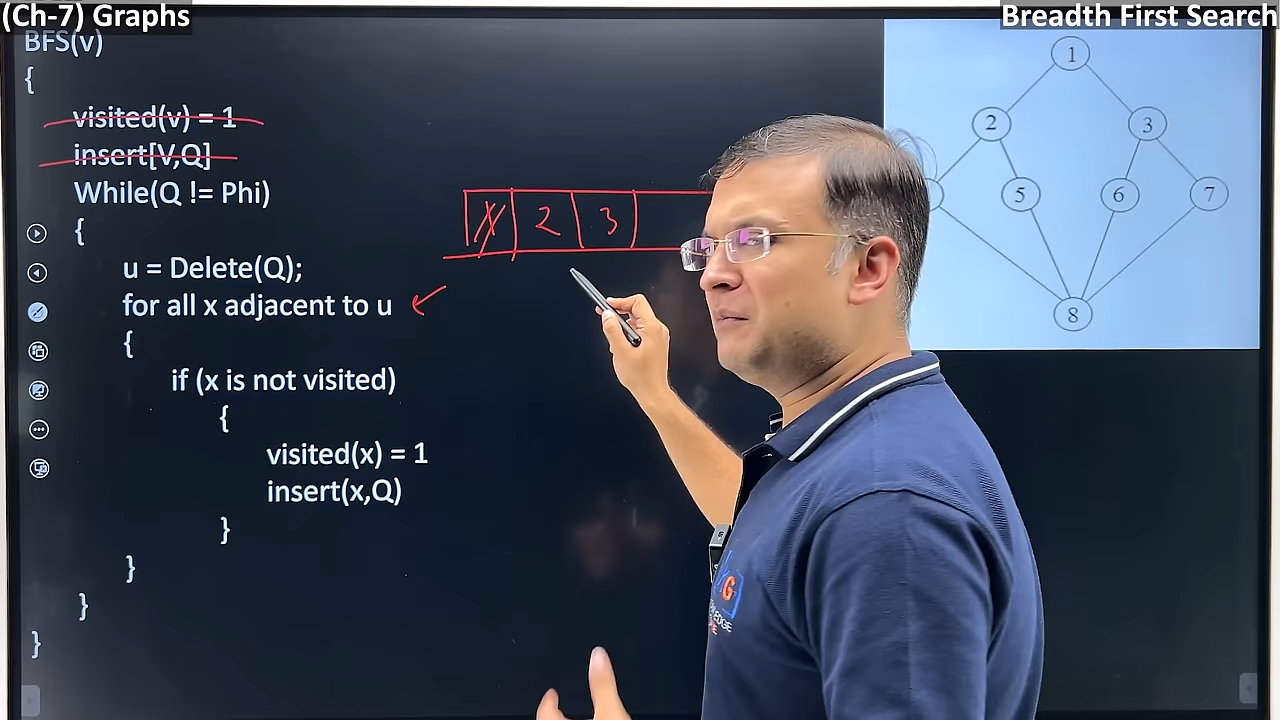 (Ch-7) Graphs
Breadth First Search
BFS(v)
{
visited(v) = 1
insert[V,Q]
While(Q != Phi)
{
u = Delete(Q);
for all x adjacent to u
{
if (x is not visited)
{
visited(x) = 1
insert(x,Q)
}
}
}
}
2 3
1
2 3
5 6 7
8
G